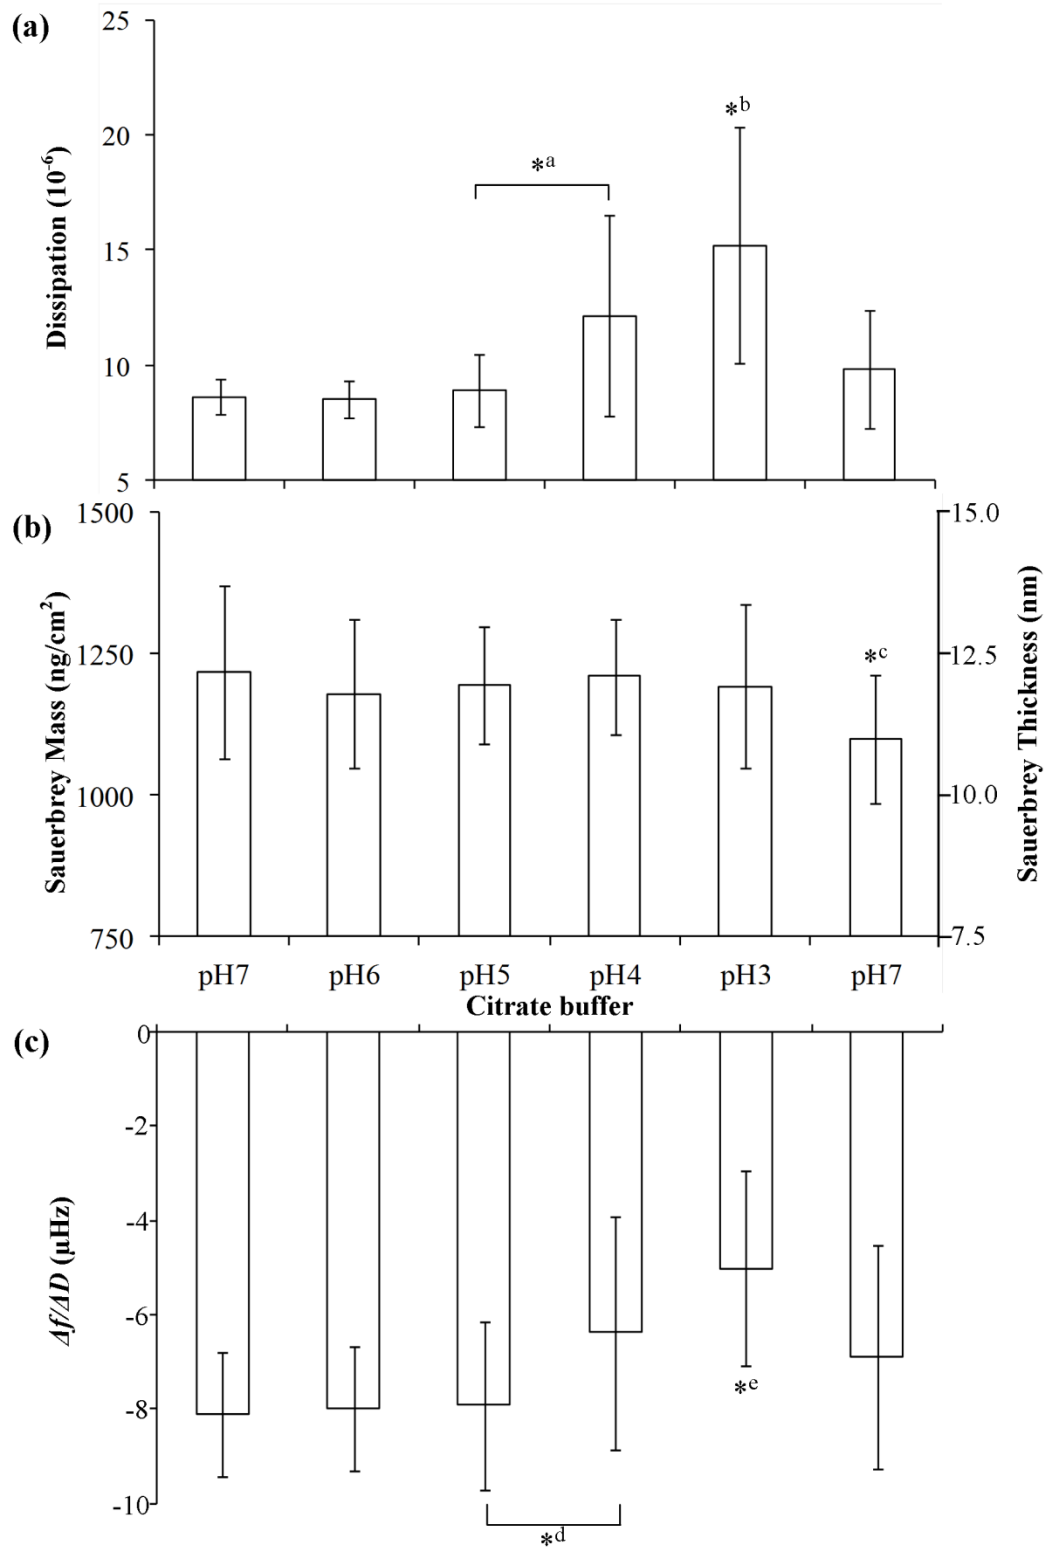 (a)
25
20
15
10
5
Dissipation (10⁻⁶)
*a
*b
(b)
1500
1250
1000
750
Sauerbrey Mass (ng/cm²)
15.0
12.5
10.0
7.5
Sauerbrey Thickness (nm)
*c
pH7 pH6 pH5 pH4 pH3 pH7
Citrate buffer
(c)
0
-2
-4
-6
-8
-10
Δf/ΔD (μHz)
*e
*d